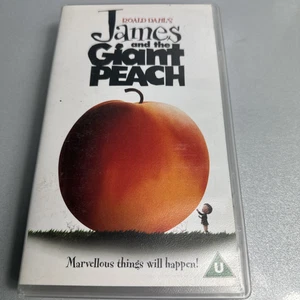 ROALD DAHL'S
James
and the
Giant
PEACH
Marvellous things will happen!
U